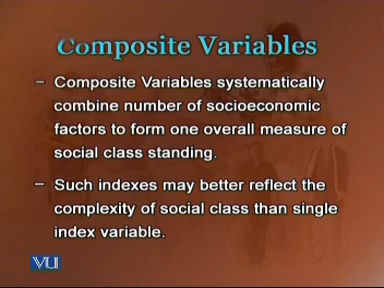 Composite Variables
– Composite Variables systematically
combine number of socioeconomic
factors to form one overall measure of
social class standing.
– Such indexes may better reflect the
complexity of social class than single
index variable.
VU